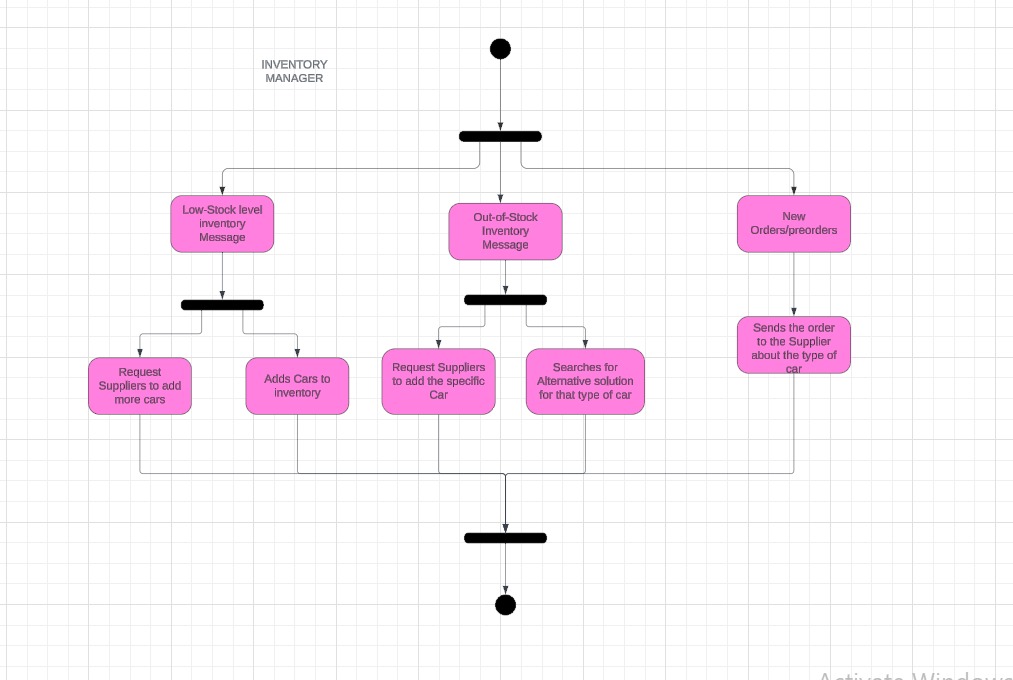 INVENTORY
MANAGER
Low-Stock level
inventory
Message
Out-of-Stock
Inventory
Message
New
Orders/preorders
Request
Suppliers to add
more cars
Adds Cars to
inventory
Request Suppliers
to add the specific
Car
Searches for
Alternative solution
for that type of car
Sends the order
to the Supplier
about the type of
car
Activate Windows